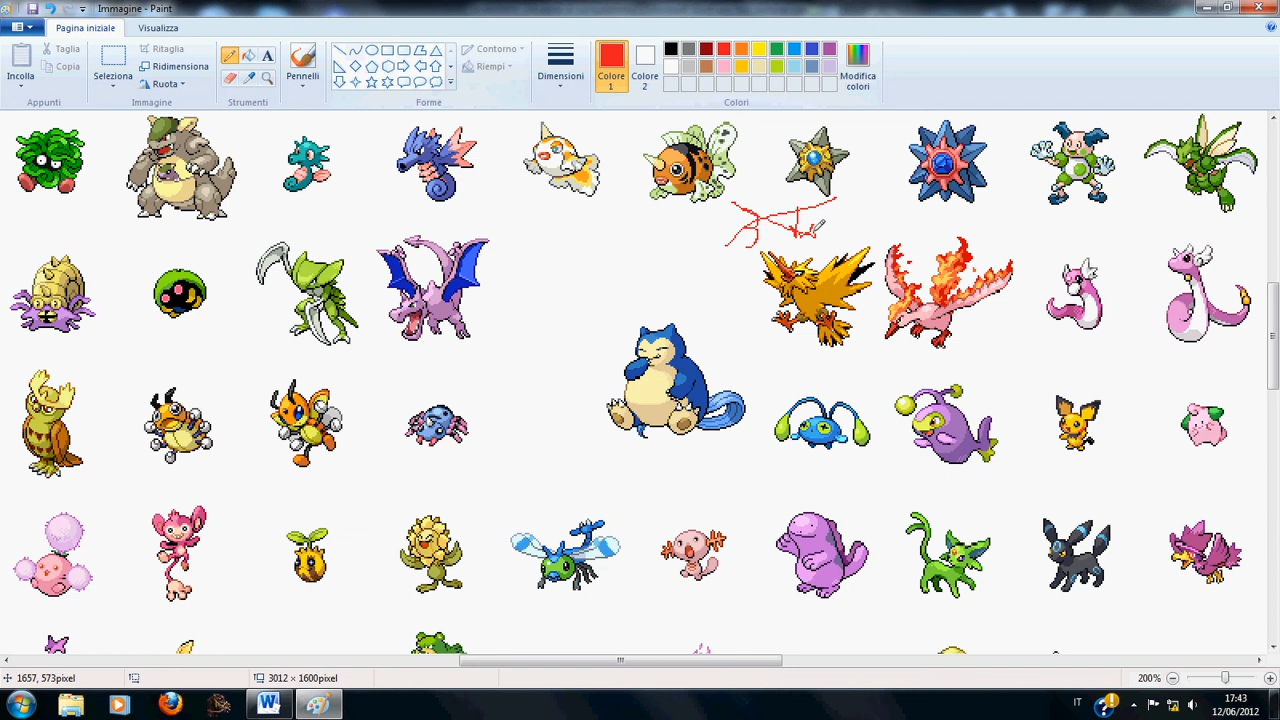 Immagine - Paint
Pagina iniziale
Visualizza
Incolla
Taglia
Copia
Appunti
Seleziona
Ritaglia
Ridimensiona
Ruota
Immagine
A
Strumenti
Pennelli
Contorno
Riempi
Forme
Dimensioni
Colore 1
Colore 2
Modifica colori
Colori
1657, 573pixel
3012 × 1600pixel
200%
W
IT
17:43
12/06/2012